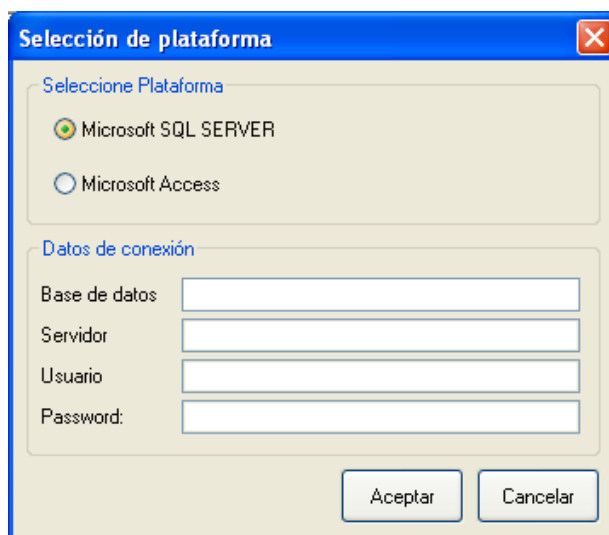 Selección de plataforma
Seleccione Plataforma
Microsoft SQL SERVER
Microsoft Access
Datos de conexión
Base de datos
Servidor
Usuario
Password:
Aceptar Cancelar